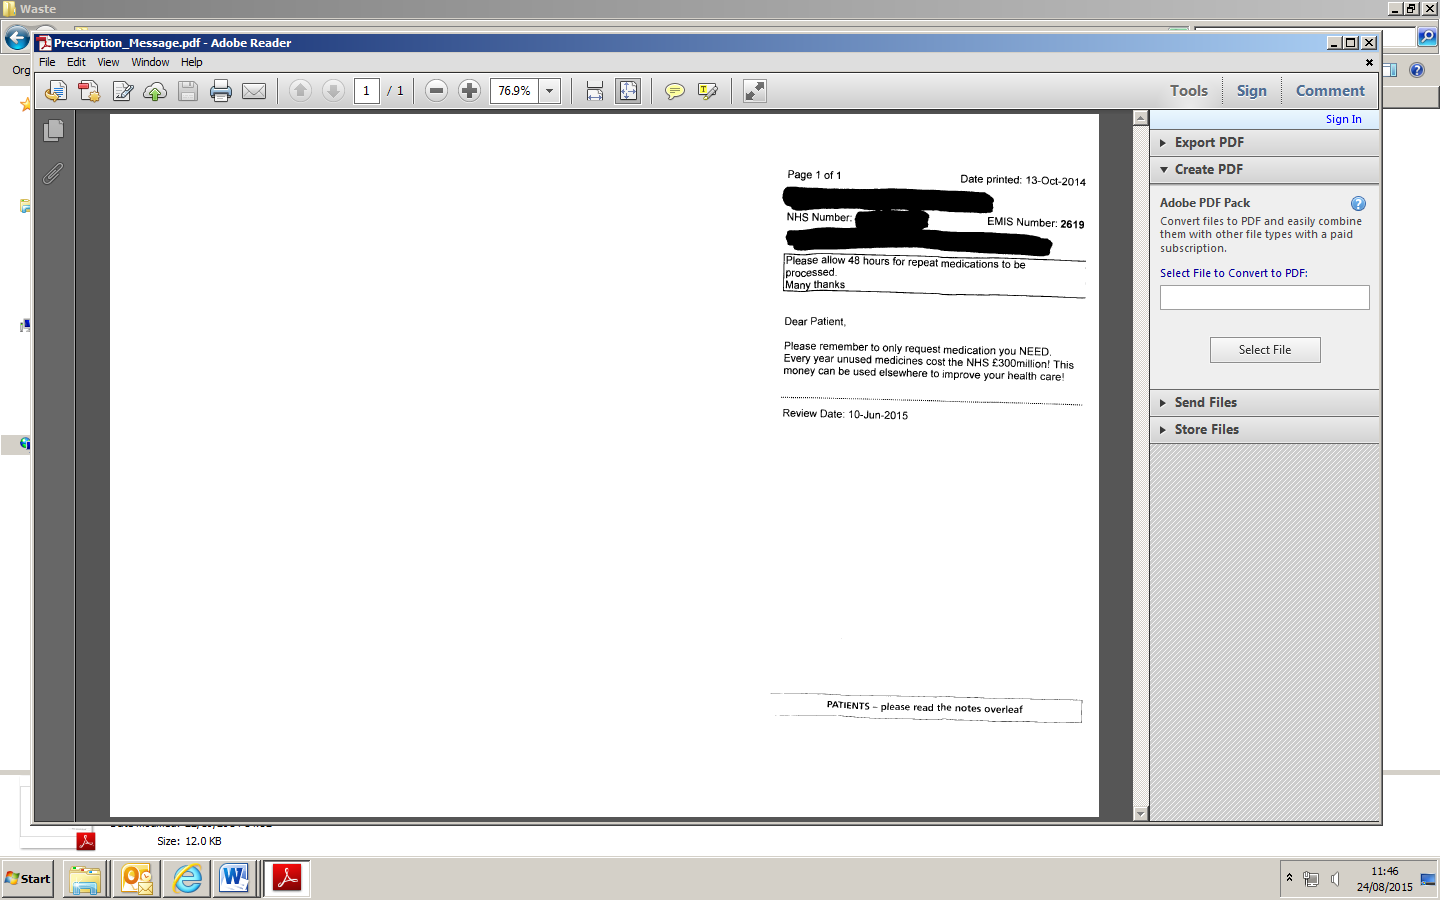 Waste
Prescription_Message.pdf - Adobe Reader
File Edit View Window Help
Org
1 / 1 76.9% Tools Sign Comment
Sign In
Export PDF
Create PDF
Adobe PDF Pack
Convert files to PDF and easily combine
them with other file types with a paid
subscription.
Select File to Convert to PDF:
Select File
Send Files
Store Files
Page 1 of 1 Date printed: 13-Oct-2014
NHS Number: EMIS Number: 2619
Please allow 48 hours for repeat medications to be
processed.
Many thanks
Dear Patient,
Please remember to only request medication you NEED.
Every year unused medicines cost the NHS £300million! This
money can be used elsewhere to improve your health care!
Review Date: 10-Jun-2015
PATIENTS – please read the notes overleaf
Size: 12.0 KB
Start
11:46
24/08/2015